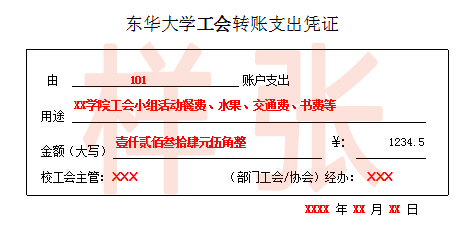 东华大学工会转账支出凭证
由 101 账户支出
用途 XX学院工会小组活动餐费、水果、交通费、书费等
金额（大写） 壹仟贰佰叁拾肆元伍角整 ￥： 1234.5
校工会主管：XXX （部门工会/协会）经办：XXX
XXXX 年 XX 月 XX 日
样张